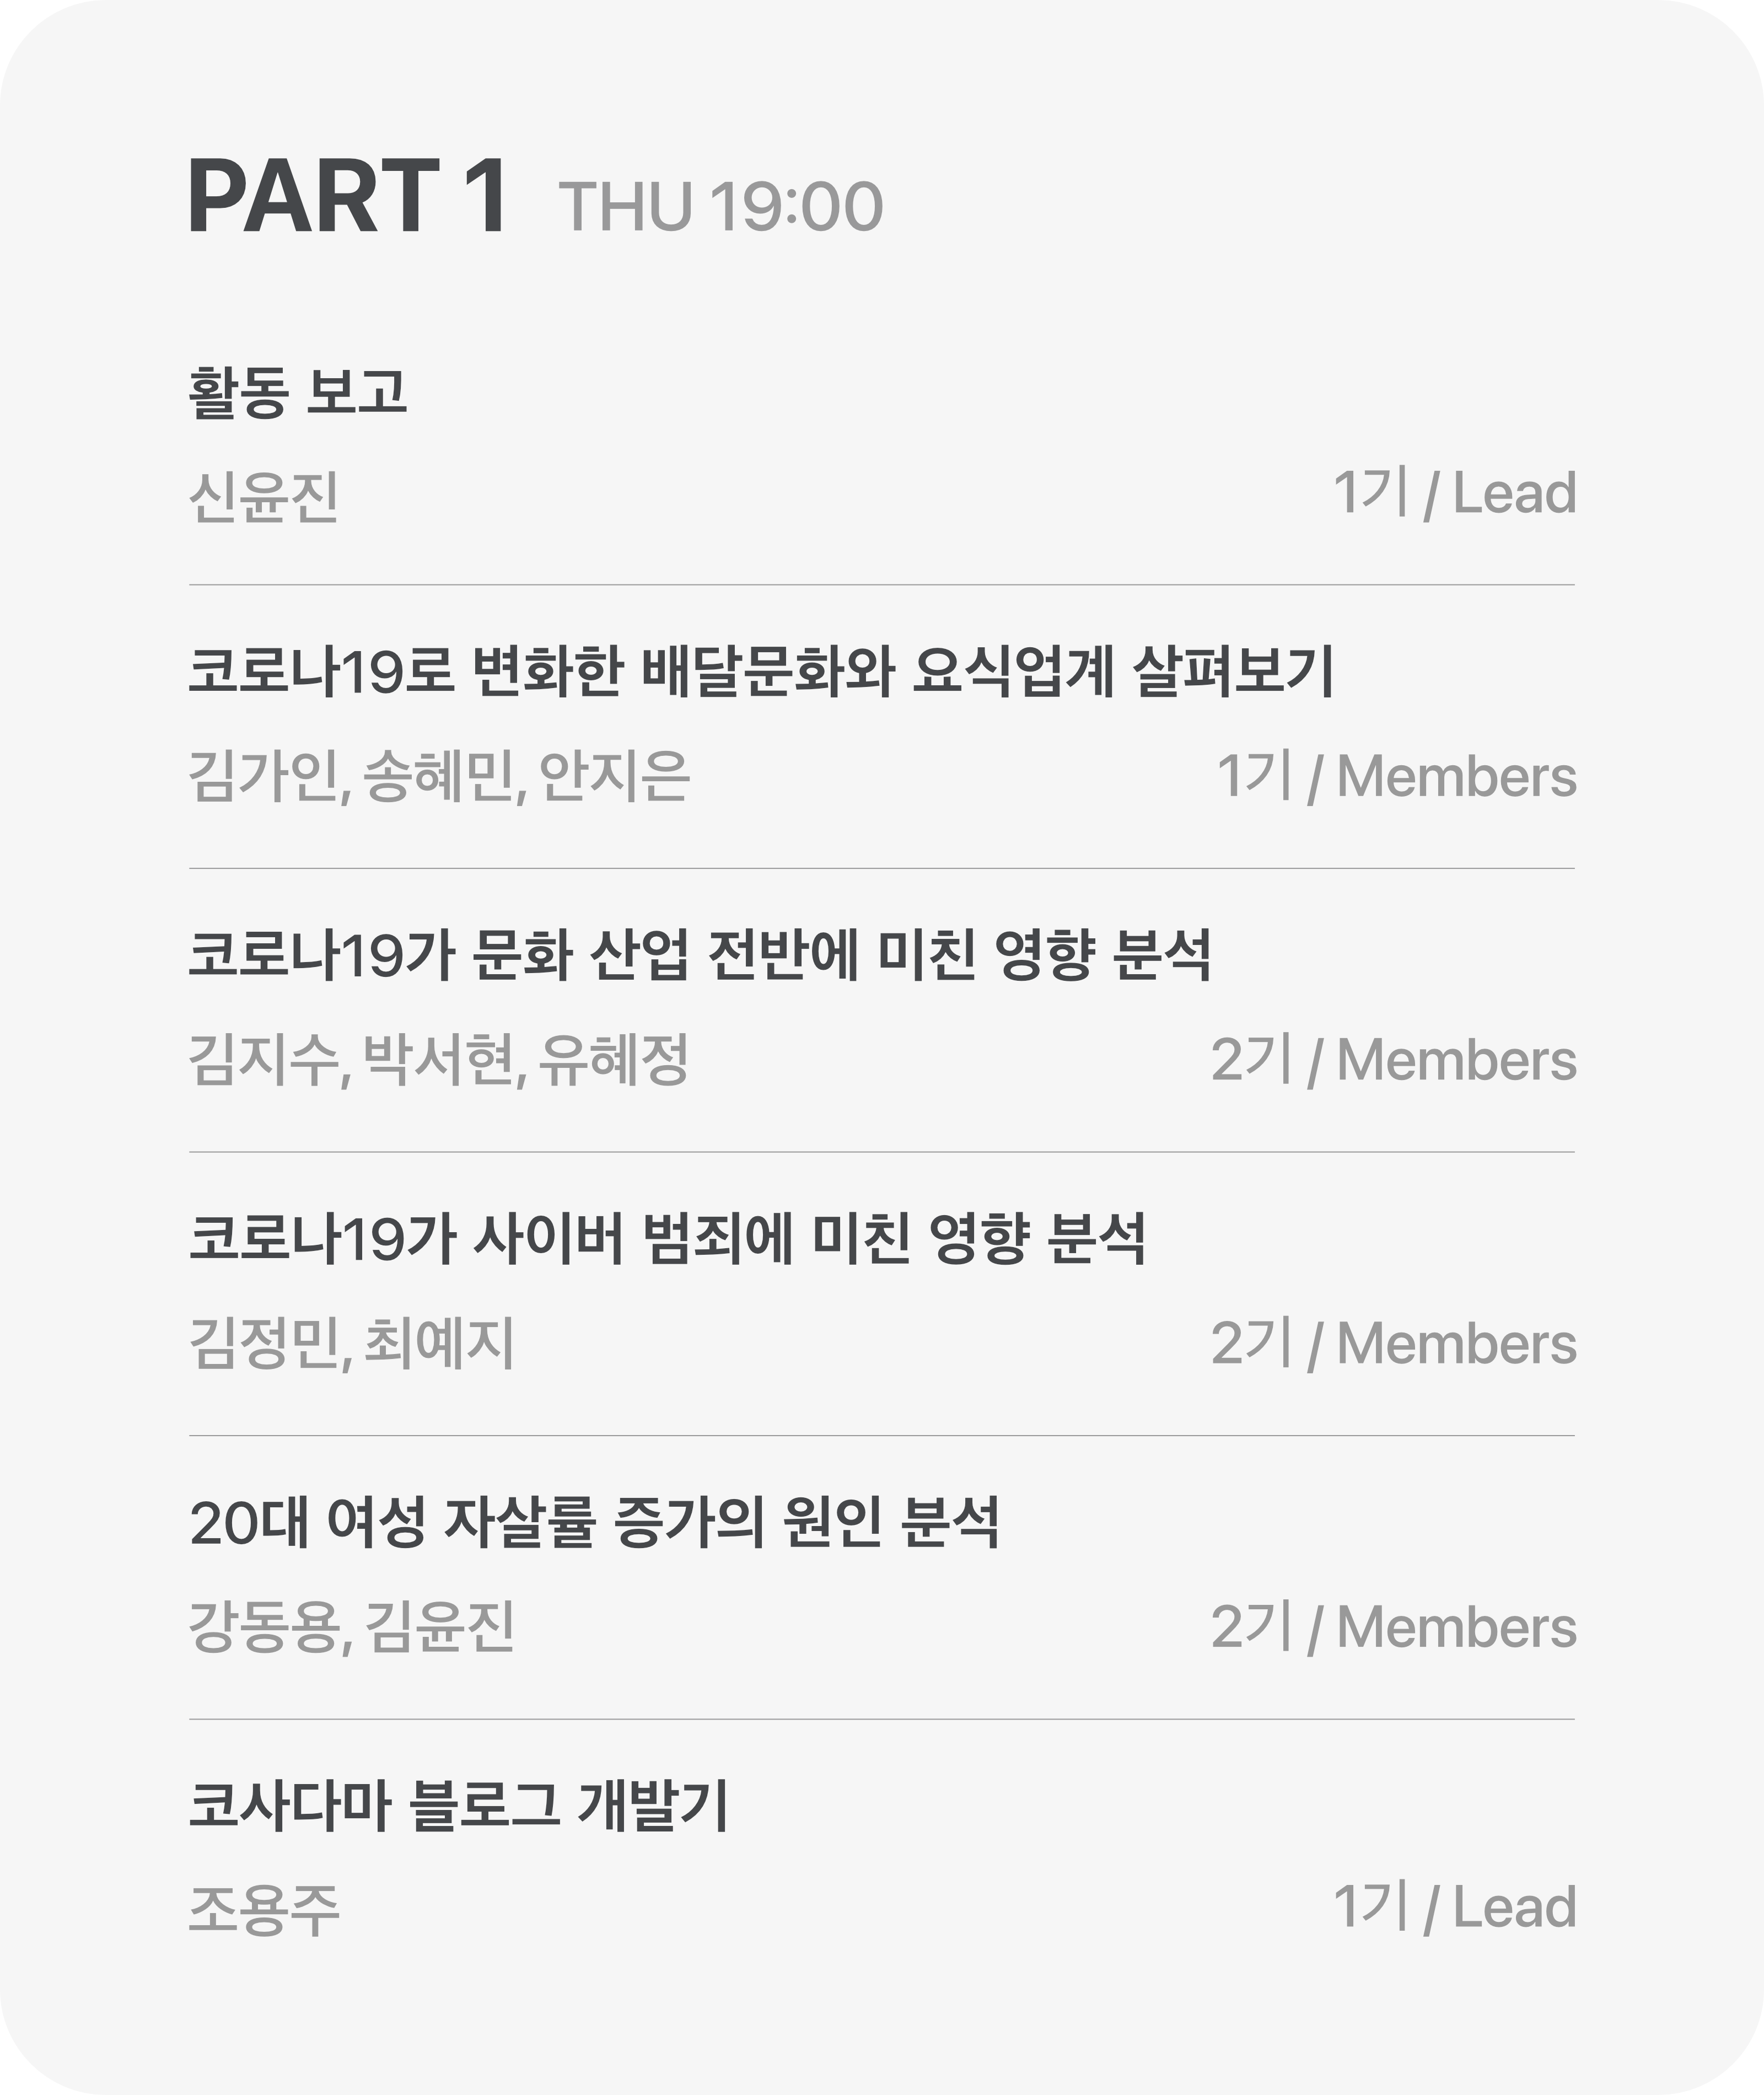 PART 1 THU 19:00
활동 보고
신윤진 1기 / Lead
코로나19로 변화한 배달문화와 요식업계 살펴보기
김가인, 송혜민, 안지은 1기 / Members
코로나19가 문화 산업 전반에 미친 영향 분석
김지수, 박서현, 유혜정 2기 / Members
코로나19가 사이버 범죄에 미친 영향 분석
김정민, 최예지 2기 / Members
20대 여성 자살률 증가의 원인 분석
강동용, 김윤진 2기 / Members
코사다마 블로그 개발기
조용주 1기 / Lead